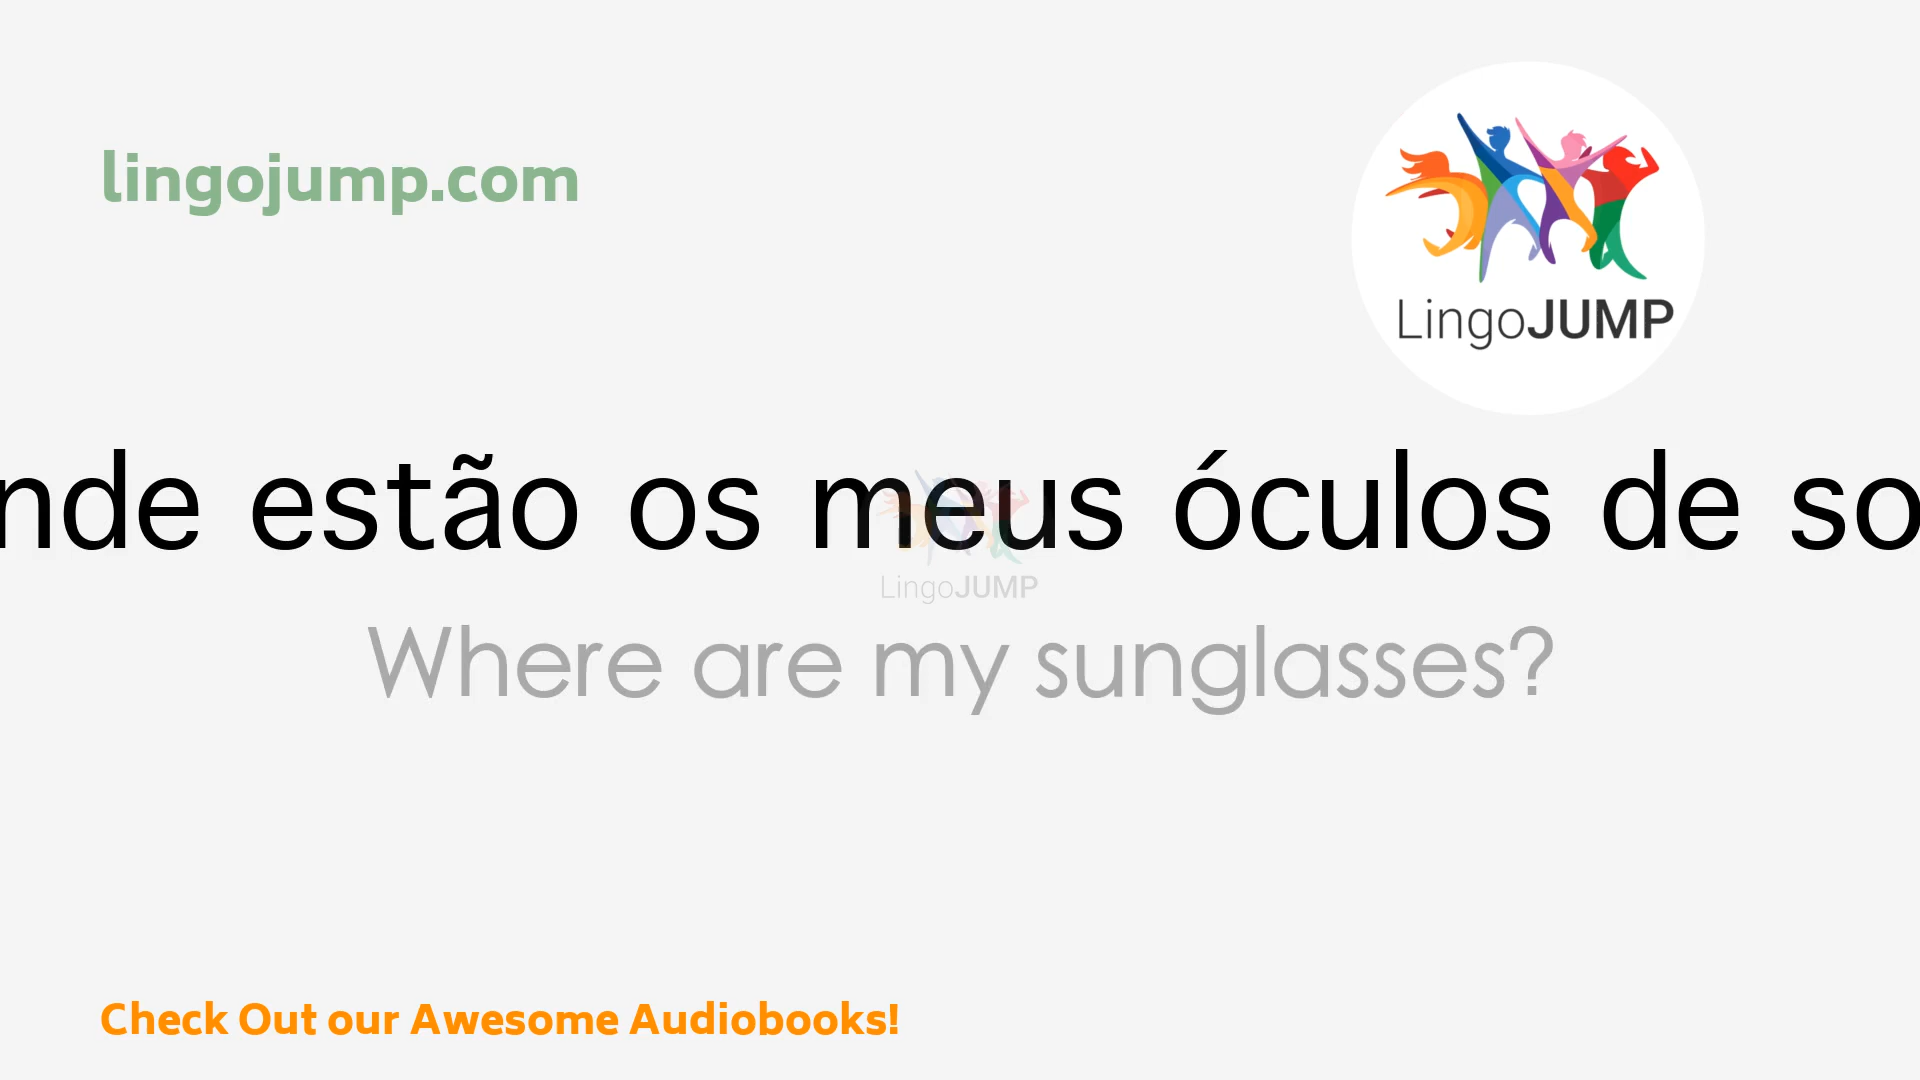 lingojump.com
LingoJUMP
nde estão os meus óculos de so
LingoJUMP
Where are my sunglasses?
Check Out our Awesome Audiobooks!